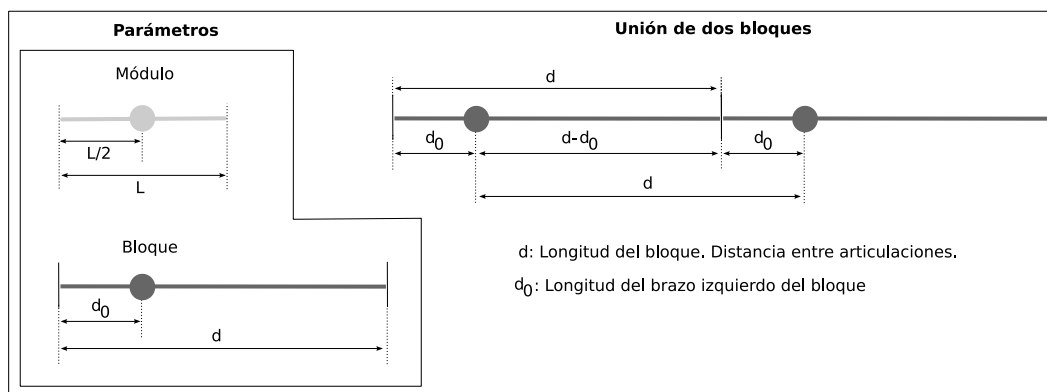 Parámetros
Módulo
L/2
L
Bloque
d0
d
Unión de dos bloques
d
d0
d-d0
d0
d
d: Longitud del bloque. Distancia entre articulaciones.
d0: Longitud del brazo izquierdo del bloque